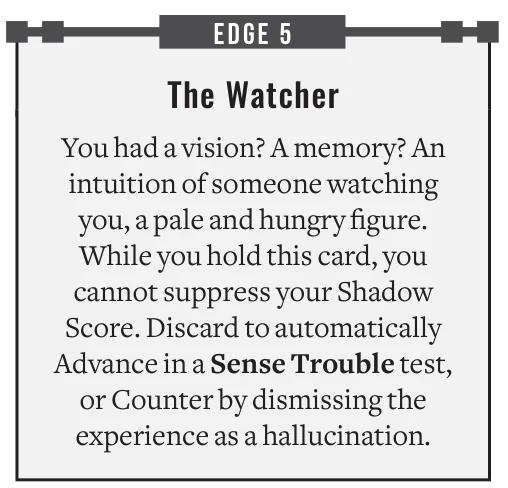 EDGE 5
The Watcher
You had a vision? A memory? An
intuition of someone watching
you, a pale and hungry figure.
While you hold this card, you
cannot suppress your Shadow
Score. Discard to automatically
Advance in a Sense Trouble test,
or Counter by dismissing the
experience as a hallucination.